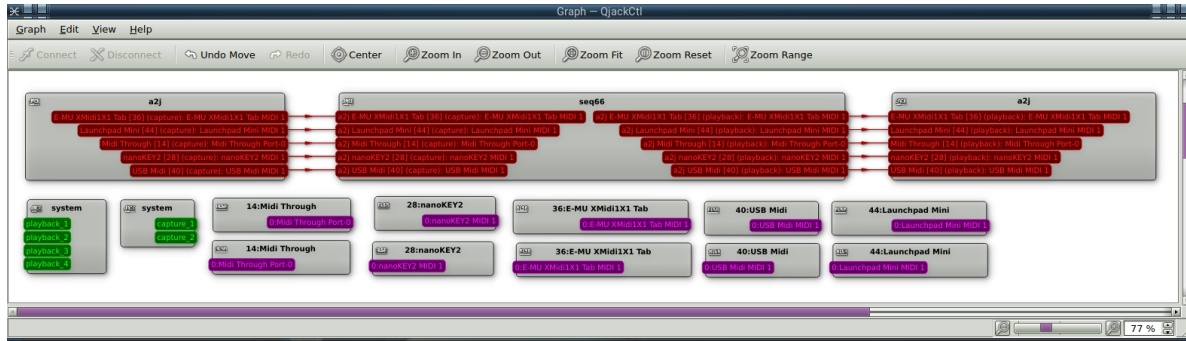 Graph — QjackCtl
Graph Edit View Help
Connect Disconnect Undo Move Redo Center Zoom In Zoom Out Zoom Fit Zoom Reset Zoom Range
a2j
E-MU XMidi1X1 Tab [36] (capture): E-MU XMidi1X1 Tab MIDI 1
Launchpad Mini [44] (capture): Launchpad Mini MIDI 1
Midi Through [14] (capture): Midi Through Port-0
nanoKEY2 [28] (capture): nanoKEY2 MIDI 1
USB Midi [40] (capture): USB Midi MIDI 1
seq66
a2j E-MU XMidi1X1 Tab [36] (capture): E-MU XMidi1X1 Tab MIDI 1
a2j Launchpad Mini [44] (capture): Launchpad Mini MIDI 1
a2j Midi Through [14] (capture): Midi Through Port-0
a2j nanoKEY2 [28] (capture): nanoKEY2 MIDI 1
a2j USB Midi [40] (capture): USB Midi MIDI 1
a2j E-MU XMidi1X1 Tab [36] (playback): E-MU XMidi1X1 Tab MIDI 1
a2j Launchpad Mini [44] (playback): Launchpad Mini MIDI 1
a2j Midi Through [14] (playback): Midi Through Port-0
a2j nanoKEY2 [28] (playback): nanoKEY2 MIDI 1
a2j USB Midi [40] (playback): USB Midi MIDI 1
a2j
E-MU XMidi1X1 Tab [36] (playback): E-MU XMidi1X1 Tab MIDI 1
Launchpad Mini [44] (playback): Launchpad Mini MIDI 1
Midi Through [14] (playback): Midi Through Port-0
nanoKEY2 [28] (playback): nanoKEY2 MIDI 1
USB Midi [40] (playback): USB Midi MIDI 1
system
playback_1
playback_2
playback_3
playback_4
system
capture_1
capture_2
14:Midi Through
0:Midi Through Port-0
28:nanoKEY2
0:nanoKEY2 MIDI 1
36:E-MU XMidi1X1 Tab
0:E-MU XMidi1X1 Tab MIDI 1
40:USB Midi
0:USB Midi MIDI 1
44:Launchpad Mini
0:Launchpad Mini MIDI 1
14:Midi Through
0:Midi Through Port-0
28:nanoKEY2
0:nanoKEY2 MIDI 1
36:E-MU XMidi1X1 Tab
0:E-MU XMidi1X1 Tab MIDI 1
40:USB Midi
0:USB Midi MIDI 1
44:Launchpad Mini
0:Launchpad Mini MIDI 1
77 %